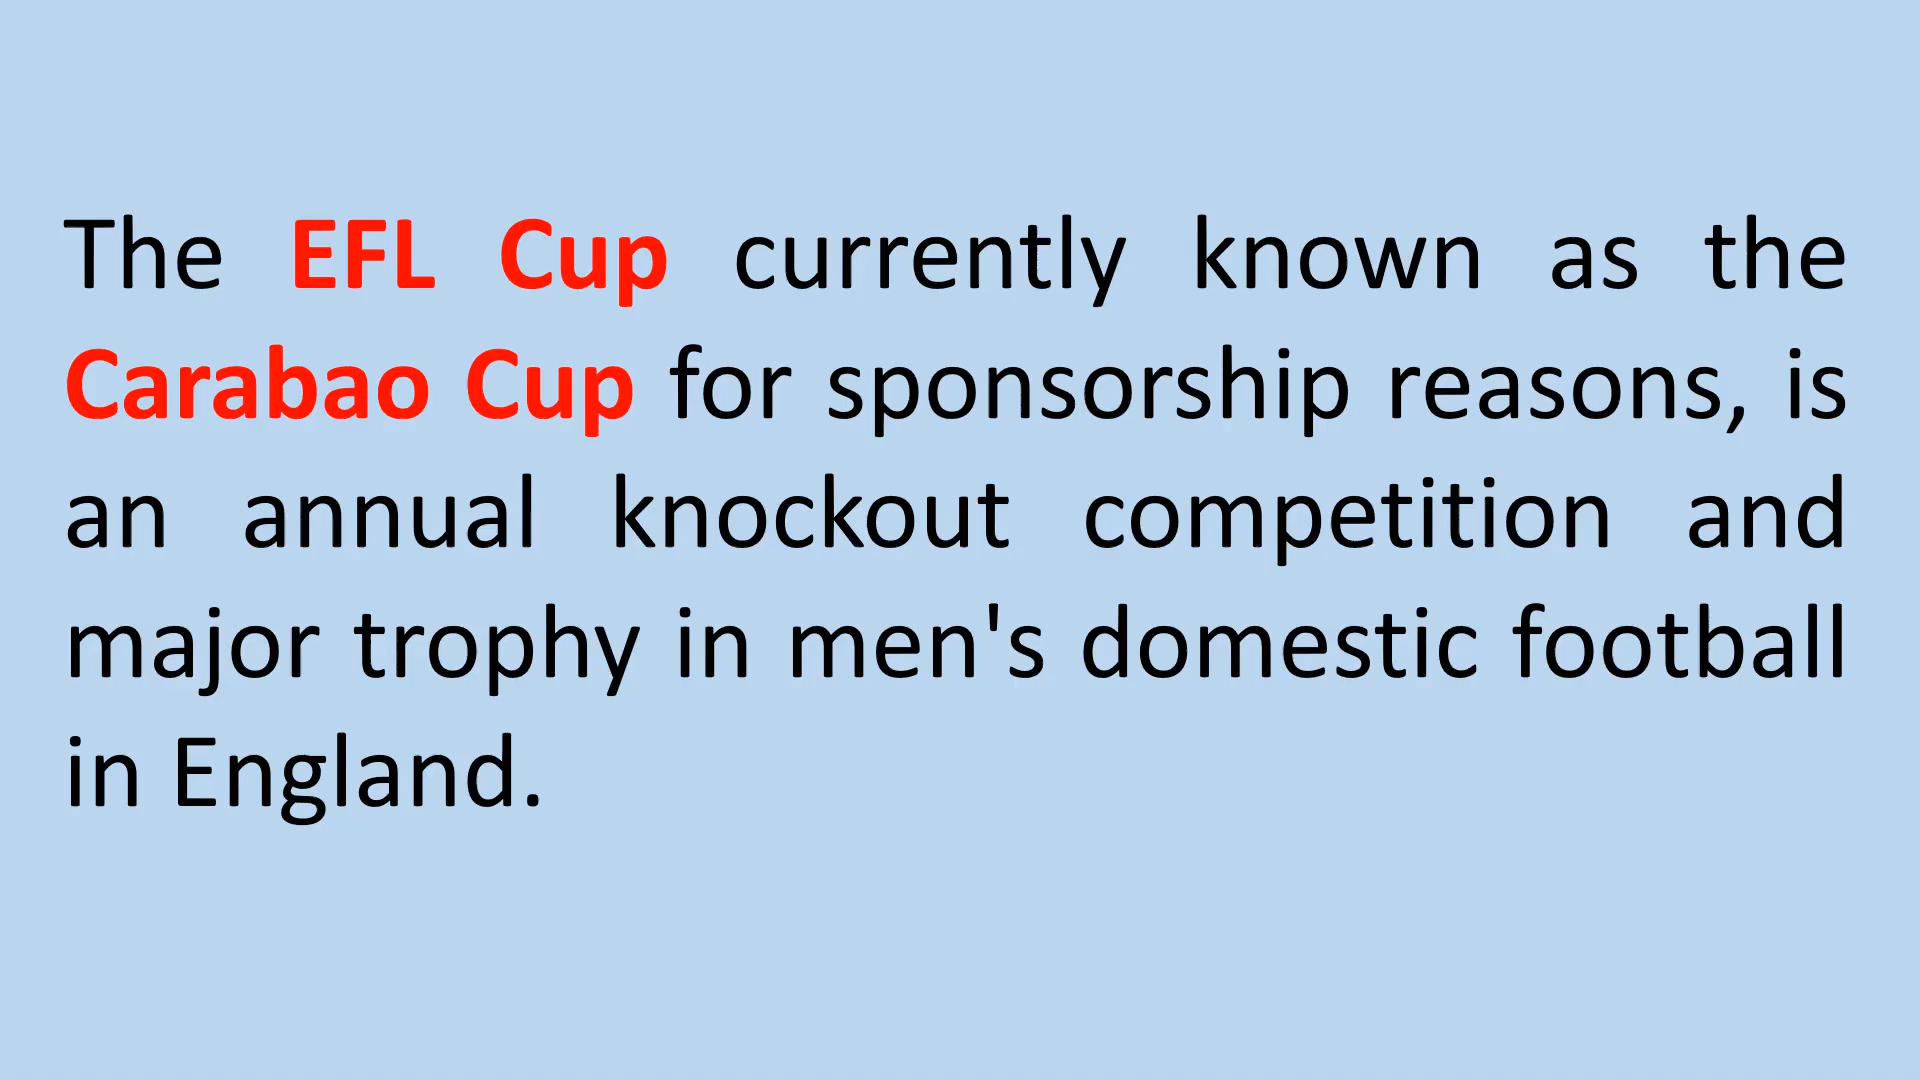 The EFL Cup currently known as the
Carabao Cup for sponsorship reasons, is
an annual knockout competition and
major trophy in men's domestic football
in England.